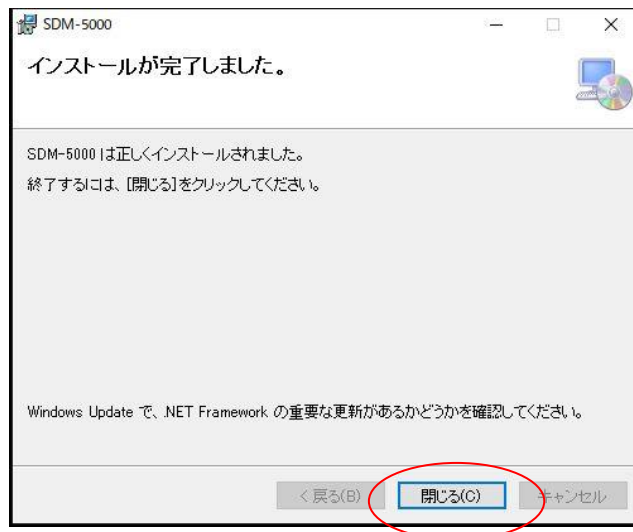 SDM-5000
インストールが完了しました。
SDM-5000 は正しくインストールされました。
終了するには、[閉じる]をクリックしてください。
Windows Update で、.NET Framework の重要な更新があるかどうかを確認してください。
< 戻る(B) 閉じる(C) キャンセル